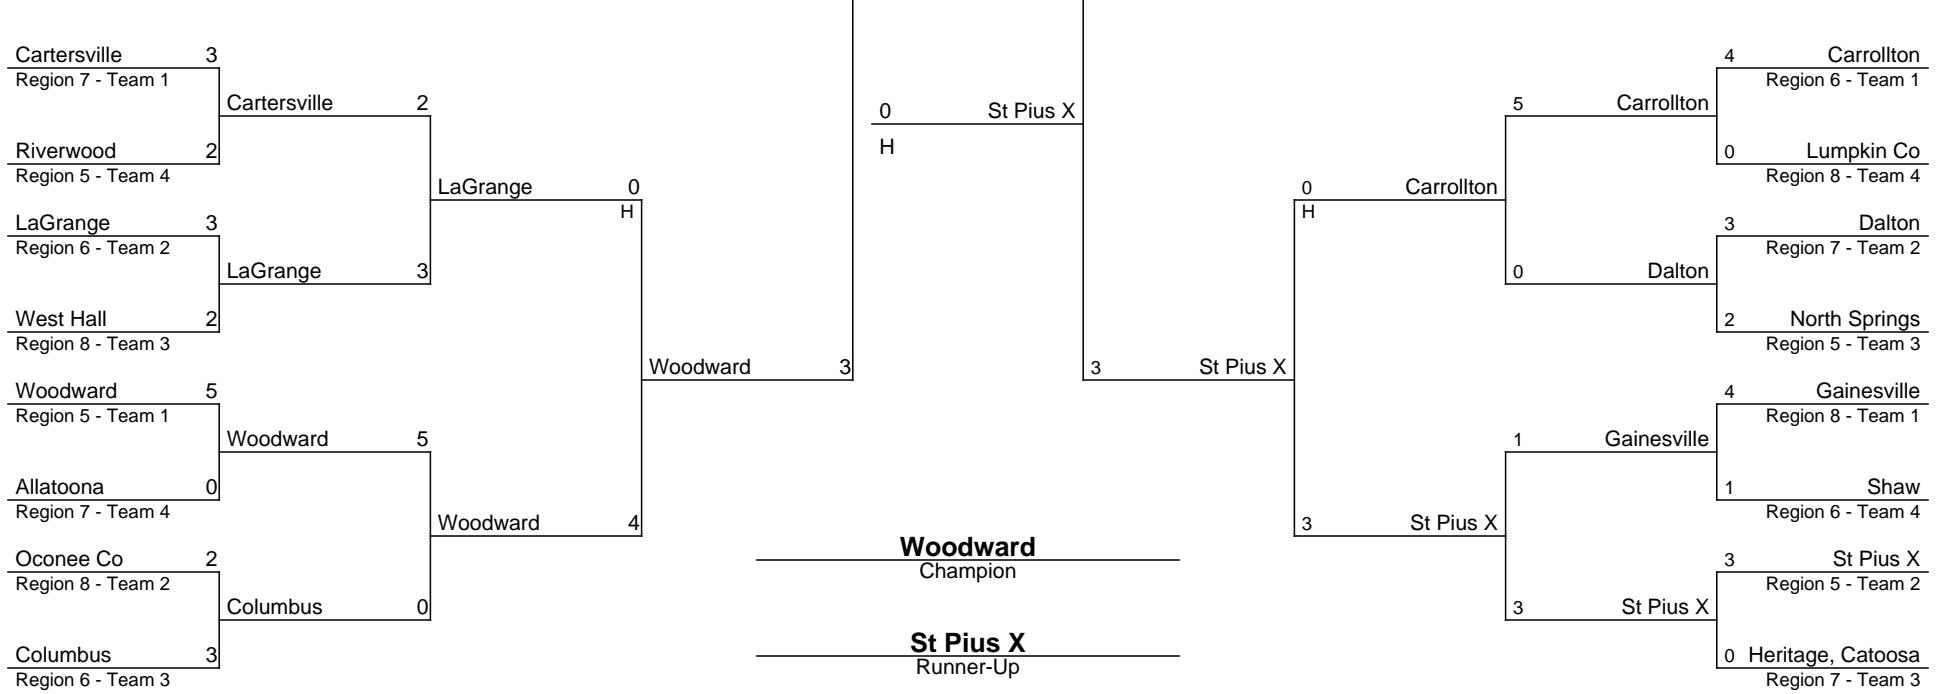 Cartersville 3
Region 7 - Team 1
Riverwood 2
Region 5 - Team 4
LaGrange 3
Region 6 - Team 2
West Hall 2
Region 8 - Team 3
Woodward 5
Region 5 - Team 1
Allatoona 0
Region 7 - Team 4
Oconee Co 2
Region 8 - Team 2
Columbus 3
Region 6 - Team 3
Cartersville 2
LaGrange 3
Woodward 5
Columbus 0
LaGrange 0
H
Woodward 4
Woodward 3
0 St Pius X
H
Woodward
Champion
St Pius X
Runner-Up
3 St Pius X
0 Carrollton
H
3 St Pius X
5 Carrollton
0 Dalton
1 Gainesville
3 St Pius X
4 Carrollton
Region 6 - Team 1
0 Lumpkin Co
Region 8 - Team 4
3 Dalton
Region 7 - Team 2
2 North Springs
Region 5 - Team 3
4 Gainesville
Region 8 - Team 1
1 Shaw
Region 6 - Team 4
3 St Pius X
Region 5 - Team 2
0 Heritage, Catoosa
Region 7 - Team 3